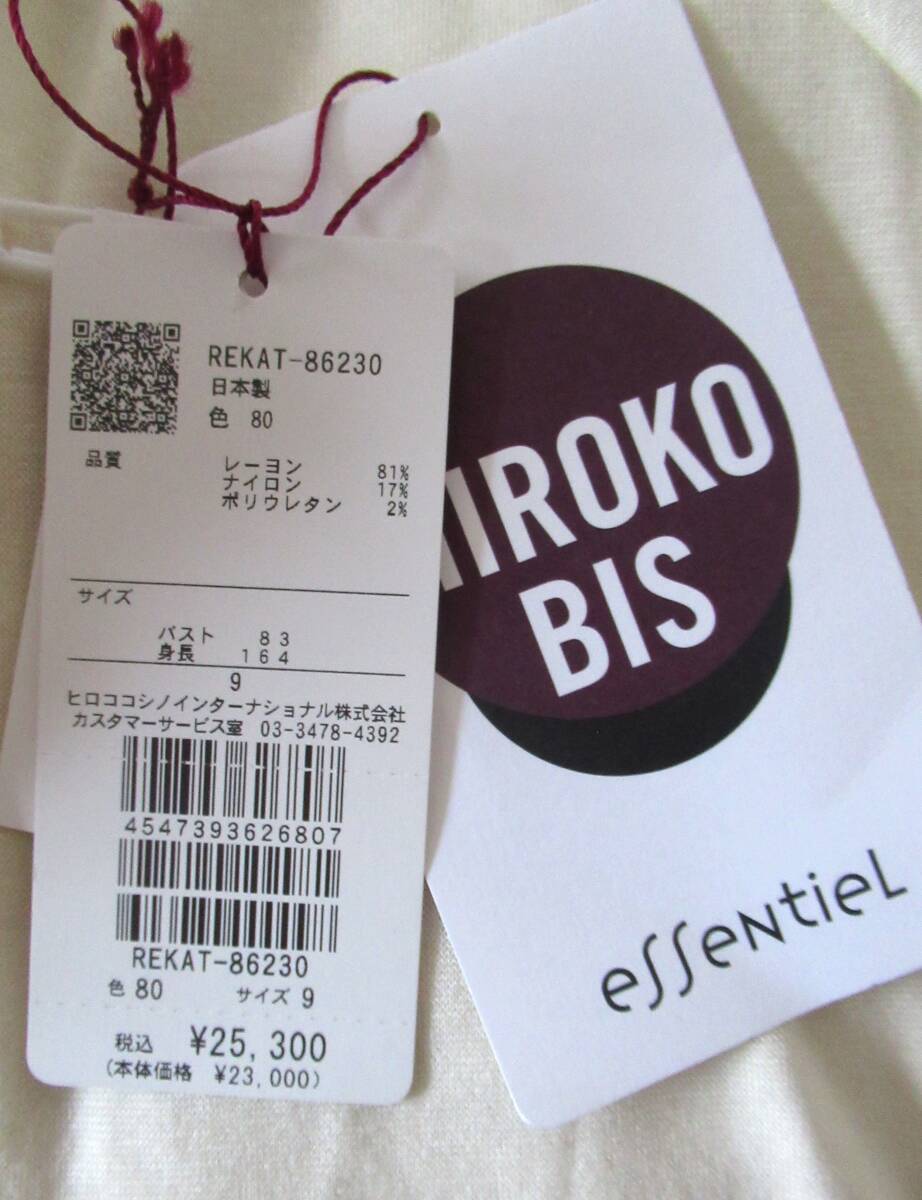 REKAT-86230
日本製
色 80
品質 レーヨン 81%
ナイロン 17%
ポリウレタン 2%
サイズ
バスト 83
身長 164
9
ヒロココシノインターナショナル株式会社
カスタマーサービス室 03-3478-4392
4547393626807
REKAT-86230
色 80 サイズ 9
税込 ¥25,300
(本体価格 ¥23,000)
HIROKO
BIS
essentiel